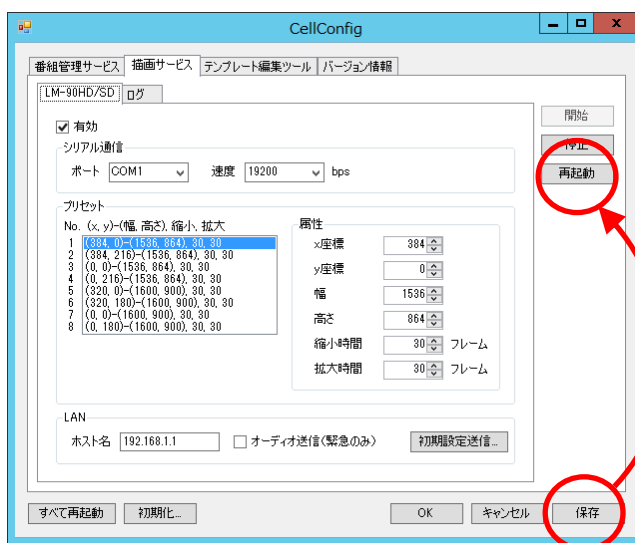 CellConfig
番組管理サービス 描画サービス テンプレート編集ツール バージョン情報
LM-90HD/SD ログ
有効
シリアル通信
ポート COM1 速度 19200 bps
プリセット
No. (x, y)-(幅, 高さ), 縮小, 拡大
1 (384, 0)-(1536, 864), 30, 30
2 (384, 216)-(1536, 864), 30, 30
3 (0, 0)-(1536, 864), 30, 30
4 (0, 216)-(1536, 864), 30, 30
5 (320, 0)-(1600, 900), 30, 30
6 (320, 180)-(1600, 900), 30, 30
7 (0, 0)-(1600, 900), 30, 30
8 (0, 180)-(1600, 900), 30, 30
属性
x座標 384
y座標 0
幅 1536
高さ 864
縮小時間 30 フレーム
拡大時間 30 フレーム
LAN
ホスト名 192.168.1.1 オーディオ送信(緊急のみ) 初期設定送信...
開始
停止
再起動
すべて再起動 初期化... OK キャンセル 保存